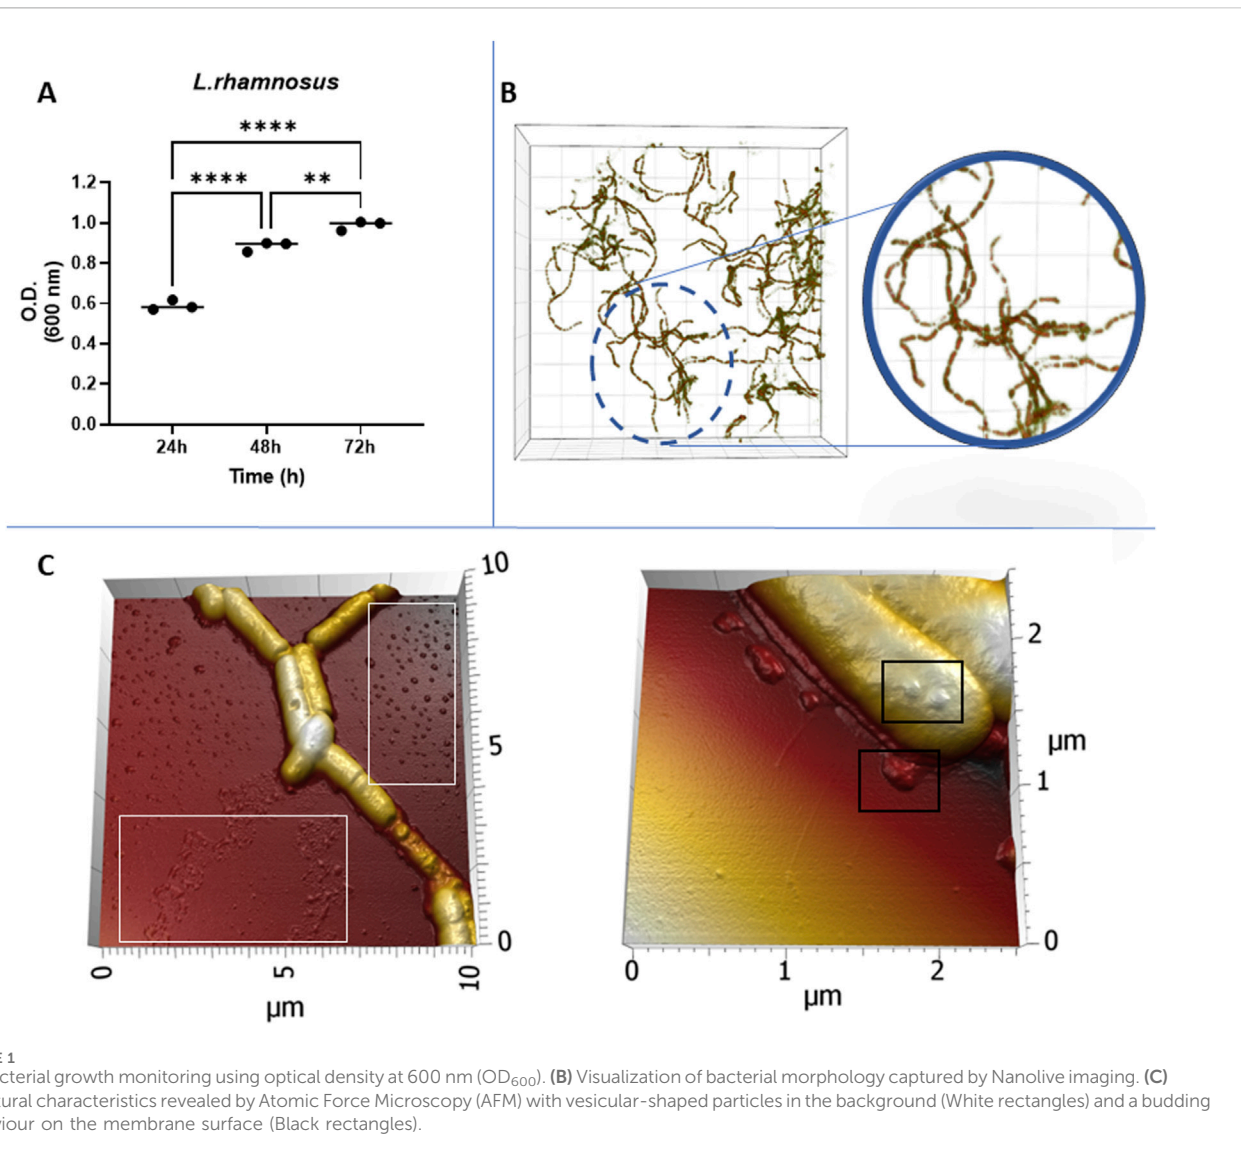 A
L.rhamnosus
****
**** **
1.2
1.0
0.8
0.6
0.4
0.2
0.0
O.D.
(600 nm)
24h 48h 72h
Time (h)
B
C
10
5
0
0 5 10
µm
2
1
0
µm
0 1 2
µm
E 1
cterial growth monitoring using optical density at 600 nm (OD600). (B) Visualization of bacterial morphology captured by Nanolive imaging. (C)
tural characteristics revealed by Atomic Force Microscopy (AFM) with vesicular-shaped particles in the background (White rectangles) and a budding
viour on the membrane surface (Black rectangles).